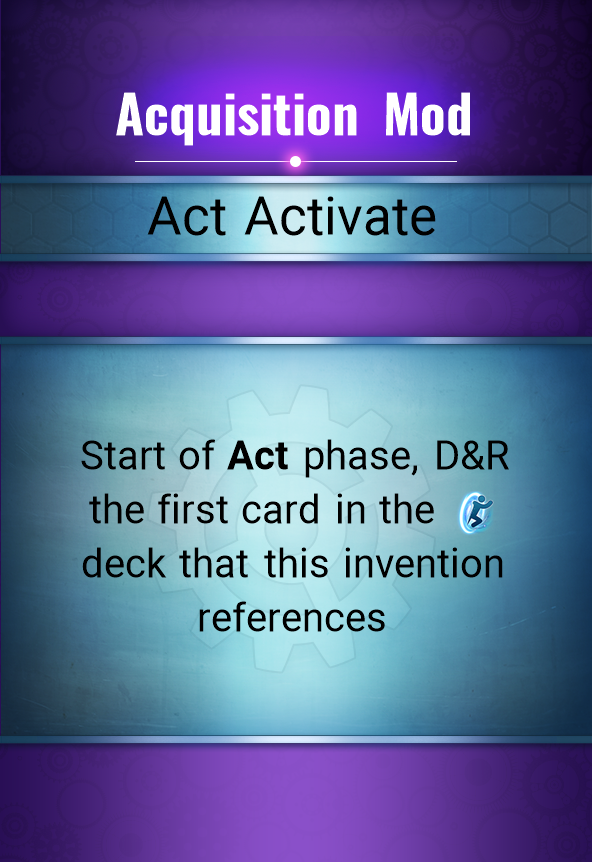 Acquisition Mod
Act Activate
Start of Act phase, D&R
the first card in the
deck that this invention
references